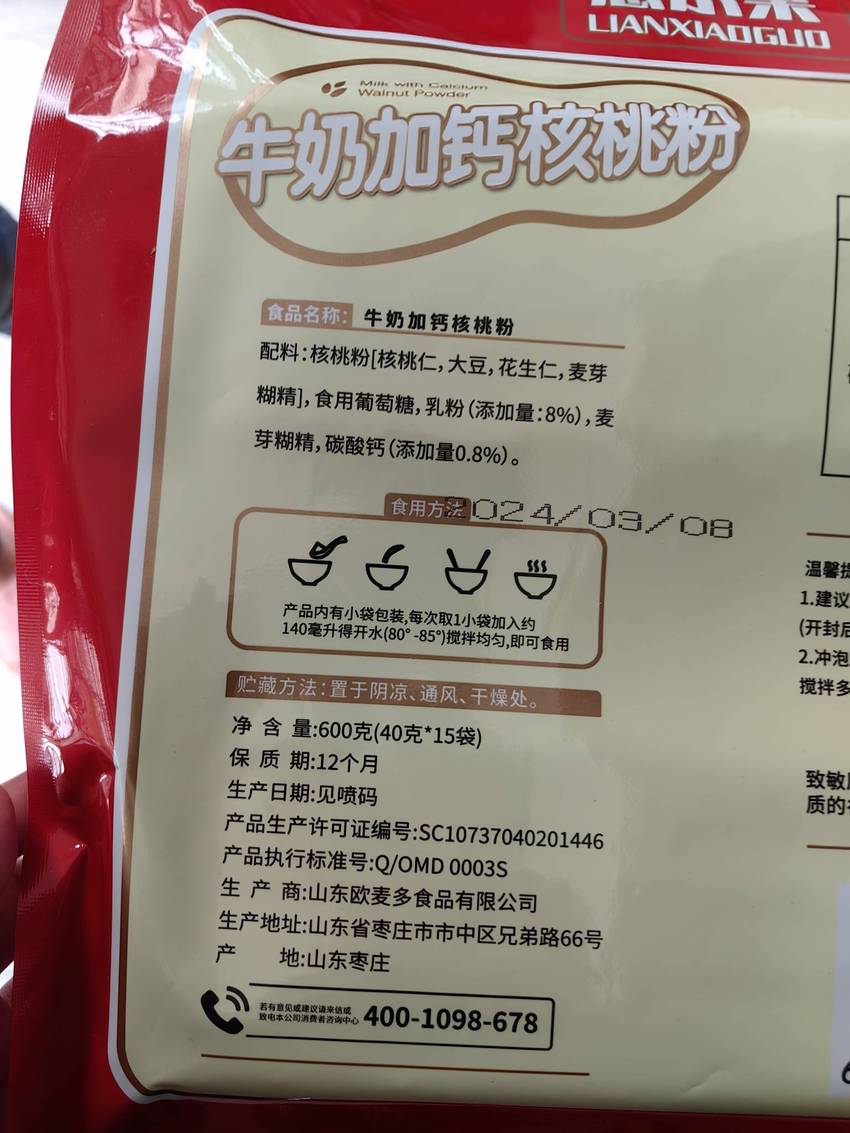 LIANXIAOGUO
Milk with Calcium
Walnut Powder
牛奶加钙核桃粉
食品名称：牛奶加钙核桃粉
配料：核桃粉[核桃仁，大豆，花生仁，麦芽
糊精]，食用葡萄糖，乳粉（添加量：8%），麦
芽糊精，碳酸钙（添加量0.8%）。
食用方法
2024/03/08
产品内有小袋包装,每次取1小袋加入约
140毫升得开水(80°-85°)搅拌均匀,即可食用
贮藏方法：置于阴凉、通风、干燥处。
净 含 量:600克(40克*15袋)
保 质 期:12个月
生产日期:见喷码
产品生产许可证编号:SC10737040201446
产品执行标准号:Q/OMD 0003S
生 产 商:山东欧麦多食品有限公司
生产地址:山东省枣庄市市中区兄弟路66号
产 地:山东枣庄
若有意见或建议请来信或
致电本公司消费者咨询中心
400-1098-678
温馨提
1.建议
(开封后
2.冲泡
搅拌多
致敏
质的